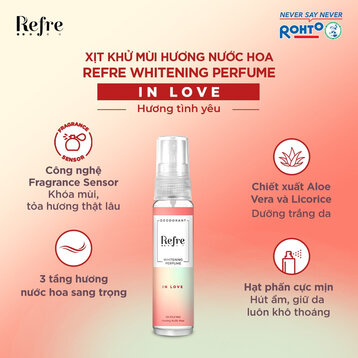 Refre
NEVER SAY NEVER
ROHTO
XỊT KHỬ MÙI HƯƠNG NƯỚC HOA
REFRE WHITENING PERFUME
IN LOVE
Hương tình yêu
FRAGRANCE
SENSOR
Công nghệ
Fragrance Sensor
Khóa mùi,
tỏa hương thật lâu
3 tầng hương
nước hoa sang trọng
DEODORANT
Refre
WHITENING
PERFUME
IN LOVE
Chiết xuất Aloe
Vera và Licorice
Dưỡng trắng da
Hạt phấn cực mịn
Hút ẩm, giữ da
luôn khô thoáng